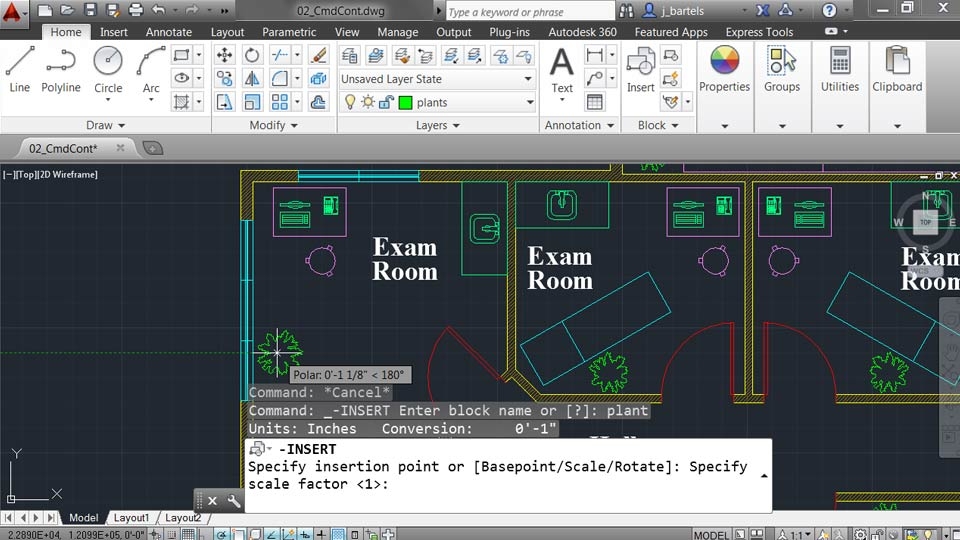 02_CmdCont.dwg
Type a keyword or phrase
j_bartels
Home Insert Annotate Layout Parametric View Manage Output Plug-ins Autodesk 360 Featured Apps Express Tools
Line Polyline Circle Arc
Unsaved Layer State
plants
Text Insert Properties Groups Utilities Clipboard
Draw Modify Layers Annotation Block
02_CmdCont*
[−][Top][2D Wireframe]
N
W TOP E
S
WCS
Exam
Room
Exam
Room
Exam
Room
Polar: 0'-1 1/8" < 180°
Command: *Cancel*
Command: _-INSERT Enter block name or [?]: plant
Units: Inches Conversion: 0'-1"
-INSERT
Specify insertion point or [Basepoint/Scale/Rotate]: Specify
scale factor <1>:
Y
X
Model Layout1 Layout2
2.2890E+04, 1.2099E+05, 0'-0" MODEL 1:1